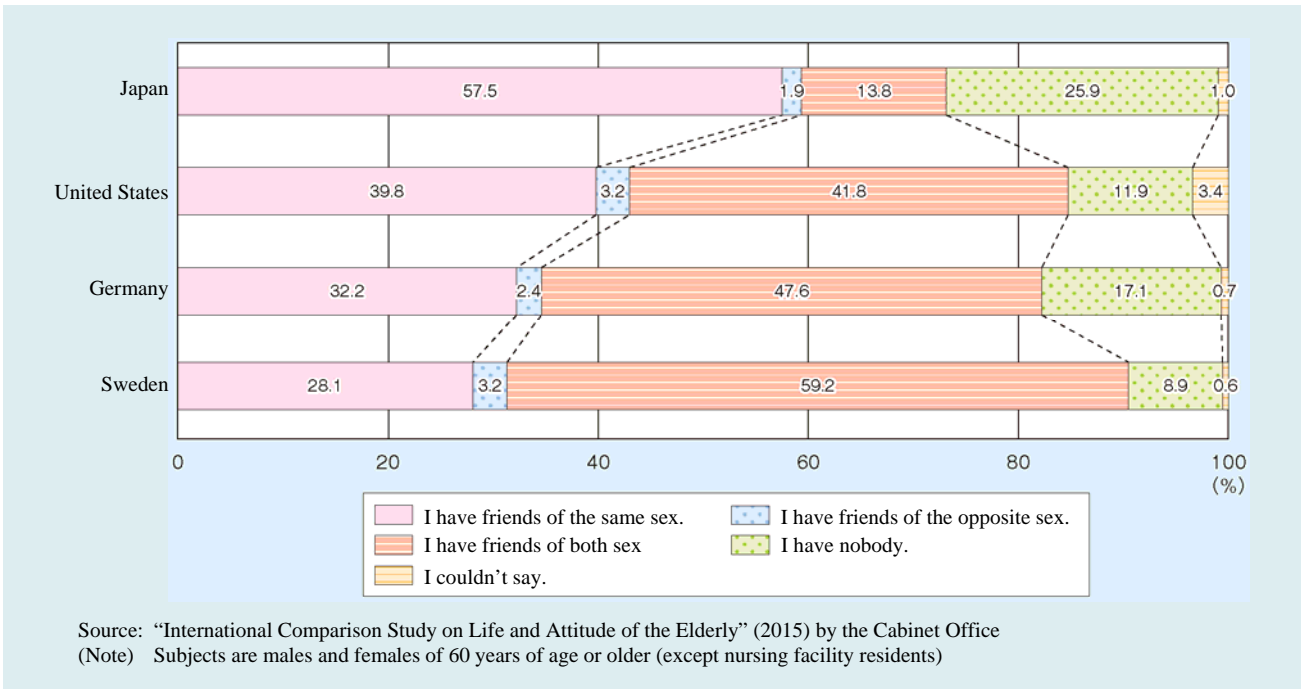 Japan 57.5 1.9 13.8 25.9 1.0
United States 39.8 3.2 41.8 11.9 3.4
Germany 32.2 2.4 47.6 17.1 0.7
Sweden 28.1 3.2 59.2 8.9 0.6
0 20 40 60 80 100
(%)
I have friends of the same sex. I have friends of the opposite sex.
I have friends of both sex I have nobody.
I couldn’t say.
Source: “International Comparison Study on Life and Attitude of the Elderly” (2015) by the Cabinet Office
(Note) Subjects are males and females of 60 years of age or older (except nursing facility residents)